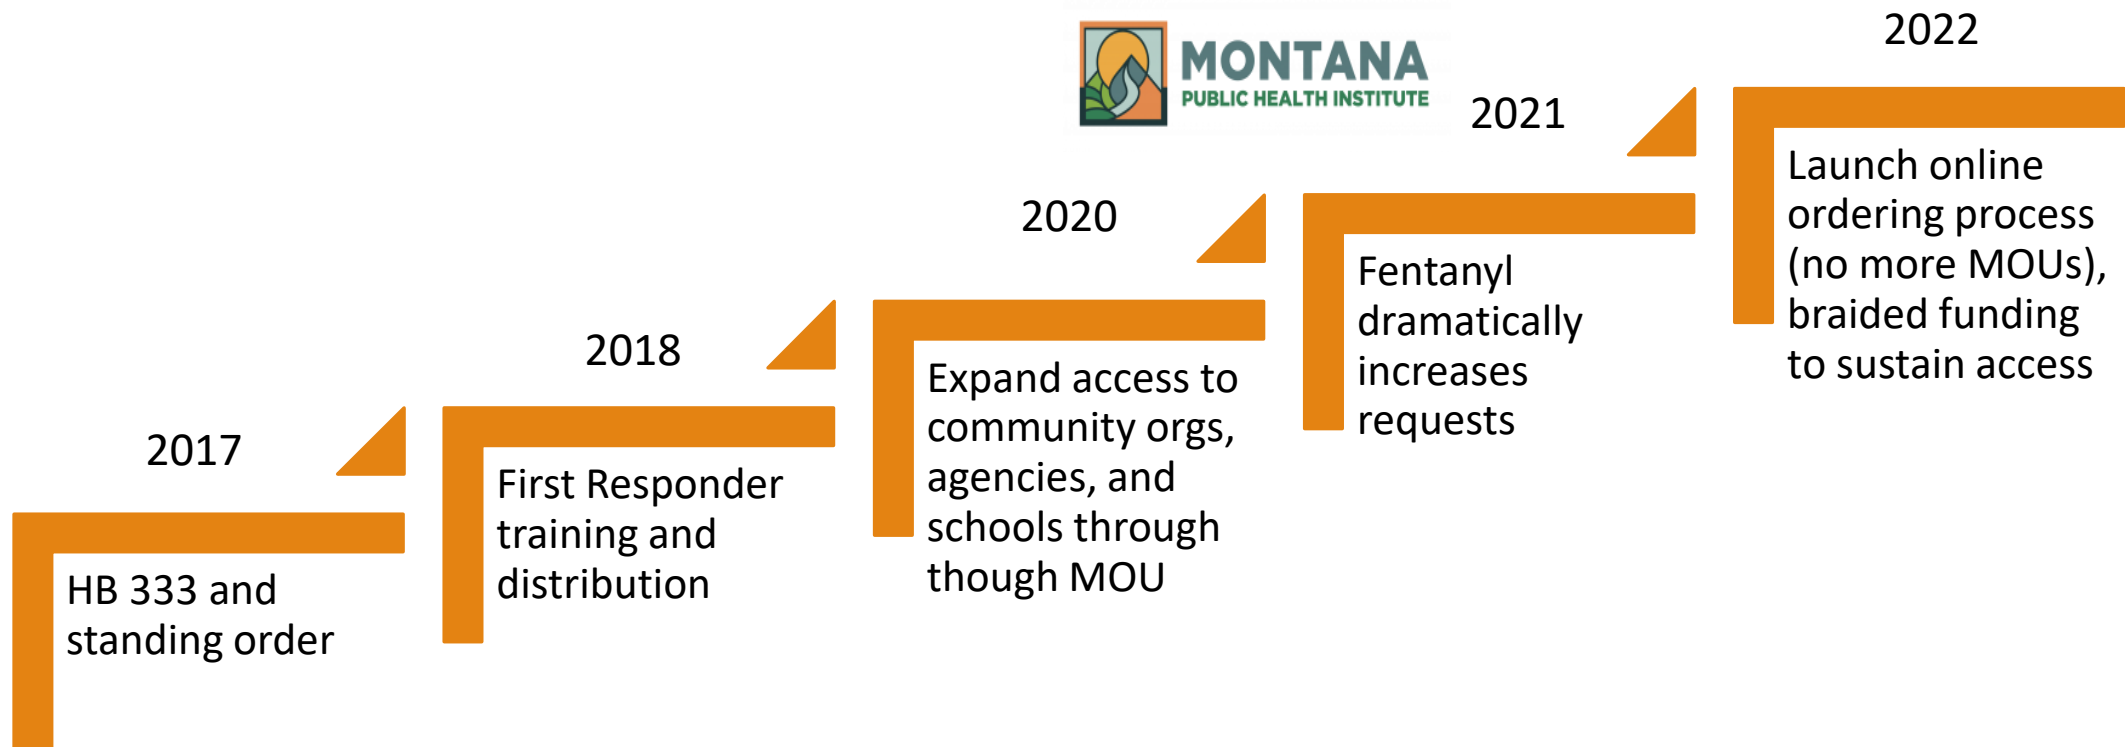 MONTANA
PUBLIC HEALTH INSTITUTE
2017
HB 333 and
standing order
2018
First Responder
training and
distribution
2020
Expand access to
community orgs,
agencies, and
schools through
though MOU
2021
Fentanyl
dramatically
increases
requests
2022
Launch online
ordering process
(no more MOUs),
braided funding
to sustain access